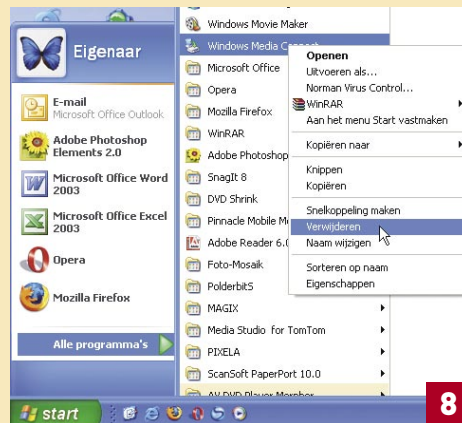 Eigenaar
E-mail
Microsoft Office Outlook
Adobe Photoshop
Elements 2.0
Microsoft Office Word
2003
Microsoft Office Excel
2003
Opera
Mozilla Firefox
Alle programma's
start
Windows Movie Maker
Windows Media Connect
Microsoft Office
Opera
Mozilla Firefox
WinRAR
Adobe Photoshop
SnagIt 8
DVD Shrink
Pinnacle Mobile M
Adobe Reader 6.
Foto-Mosaik
PolderbitS
MAGIX
Media Studio for TomTom
PIXELA
ScanSoft PaperPort 10.0
AV DVD Player Morpher
Openen
Uitvoeren als...
Norman Virus Control...
WinRAR
Aan het menu Start vastmaken
Kopiëren naar
Knippen
Kopiëren
Snelkoppeling maken
Verwijderen
Naam wijzigen
Sorteren op naam
Eigenschappen
8